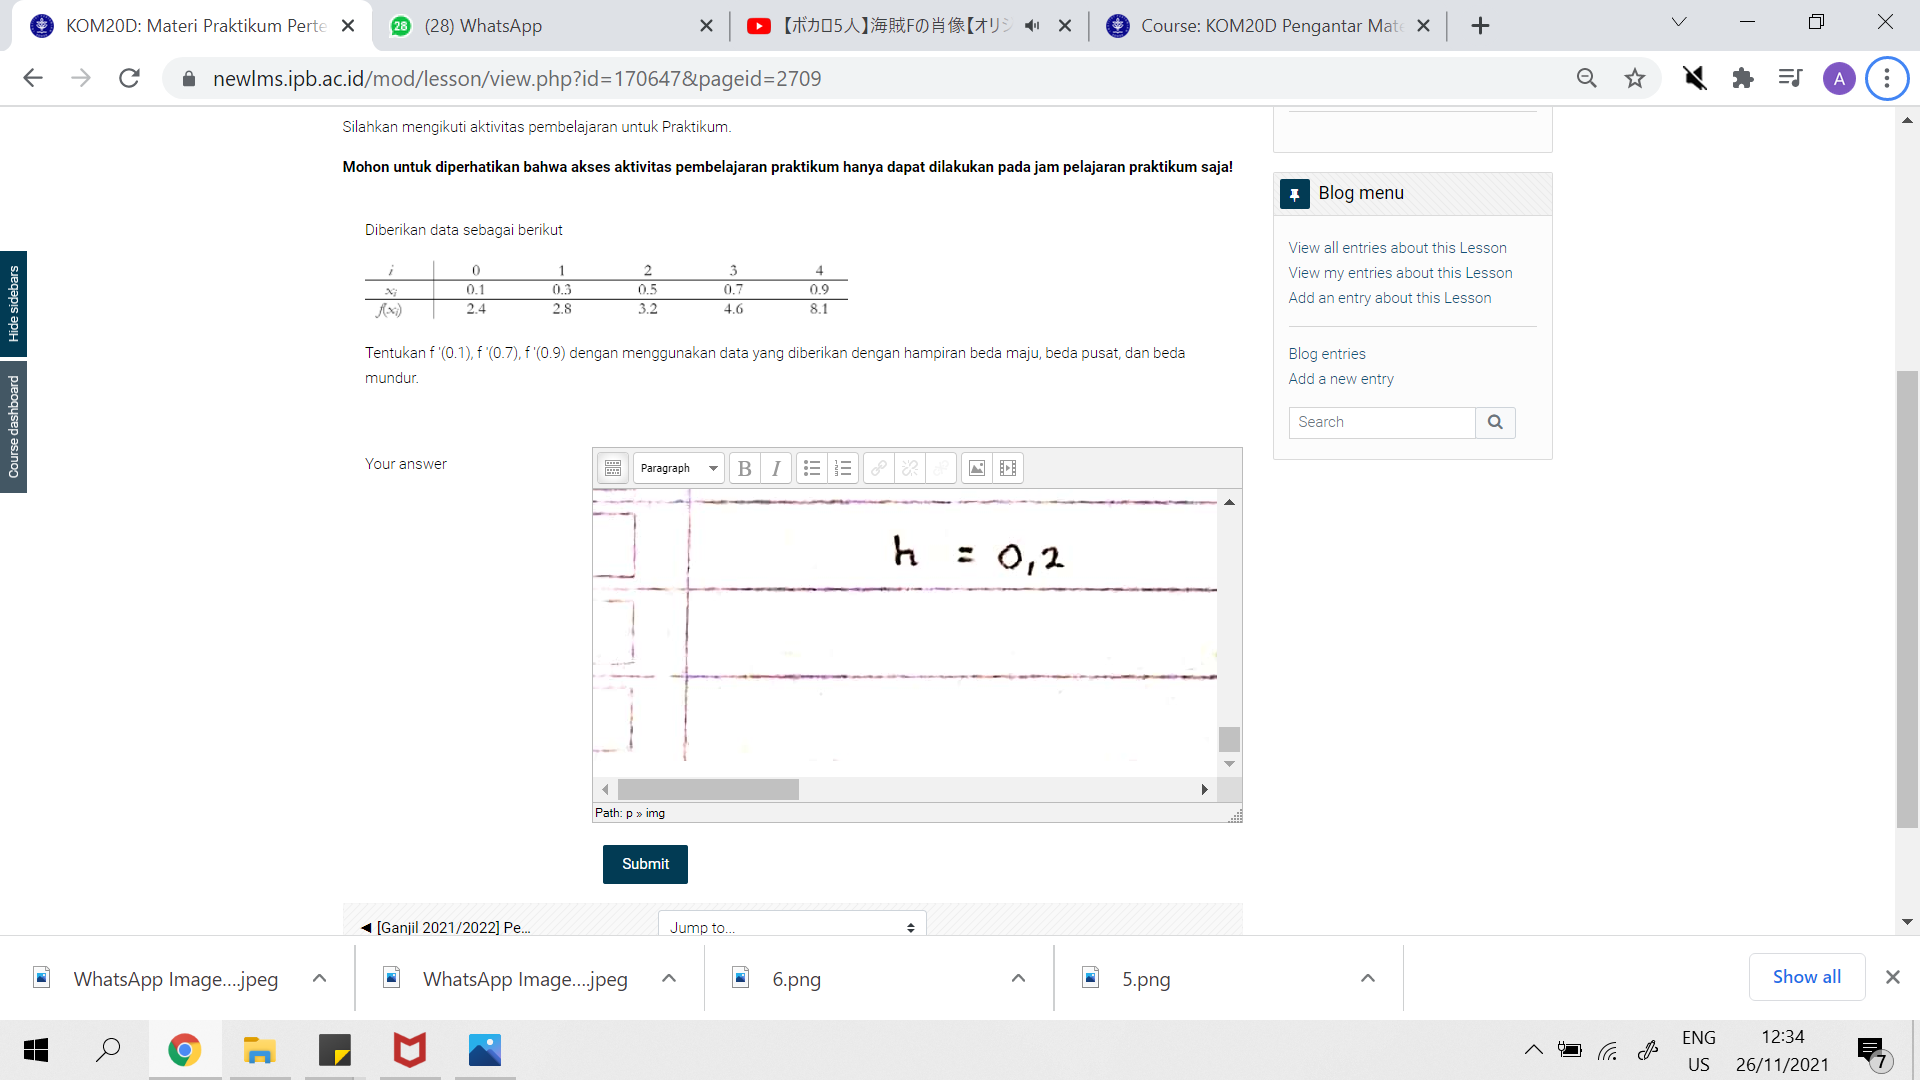 KOM20D: Materi Praktikum Perte
28
(28) WhatsApp
【ボカロ5人】海賊Fの肖像【オリジ
Course: KOM20D Pengantar Mate
newlms.ipb.ac.id/mod/lesson/view.php?id=170647&pageid=2709
A
Silahkan mengikuti aktivitas pembelajaran untuk Praktikum.
Mohon untuk diperhatikan bahwa akses aktivitas pembelajaran praktikum hanya dapat dilakukan pada jam pelajaran praktikum saja!
Hide sidebars
Course dashboard
Diberikan data sebagai berikut
i 0 1 2 3 4
xi 0.1 0.3 0.5 0.7 0.9
f(xi) 2.4 2.8 3.2 4.6 8.1
Tentukan f '(0.1), f '(0.7), f '(0.9) dengan menggunakan data yang diberikan dengan hampiran beda maju, beda pusat, dan beda
mundur.
Your answer
Paragraph
B I
h = 0,2
Path: p » img
Submit
◄ [Ganjil 2021/2022] Pe...
Jump to...
Blog menu
View all entries about this Lesson
View my entries about this Lesson
Add an entry about this Lesson
Blog entries
Add a new entry
Search
WhatsApp Image....jpeg
WhatsApp Image....jpeg
6.png
5.png
Show all
ENG
US
12:34
26/11/2021
7